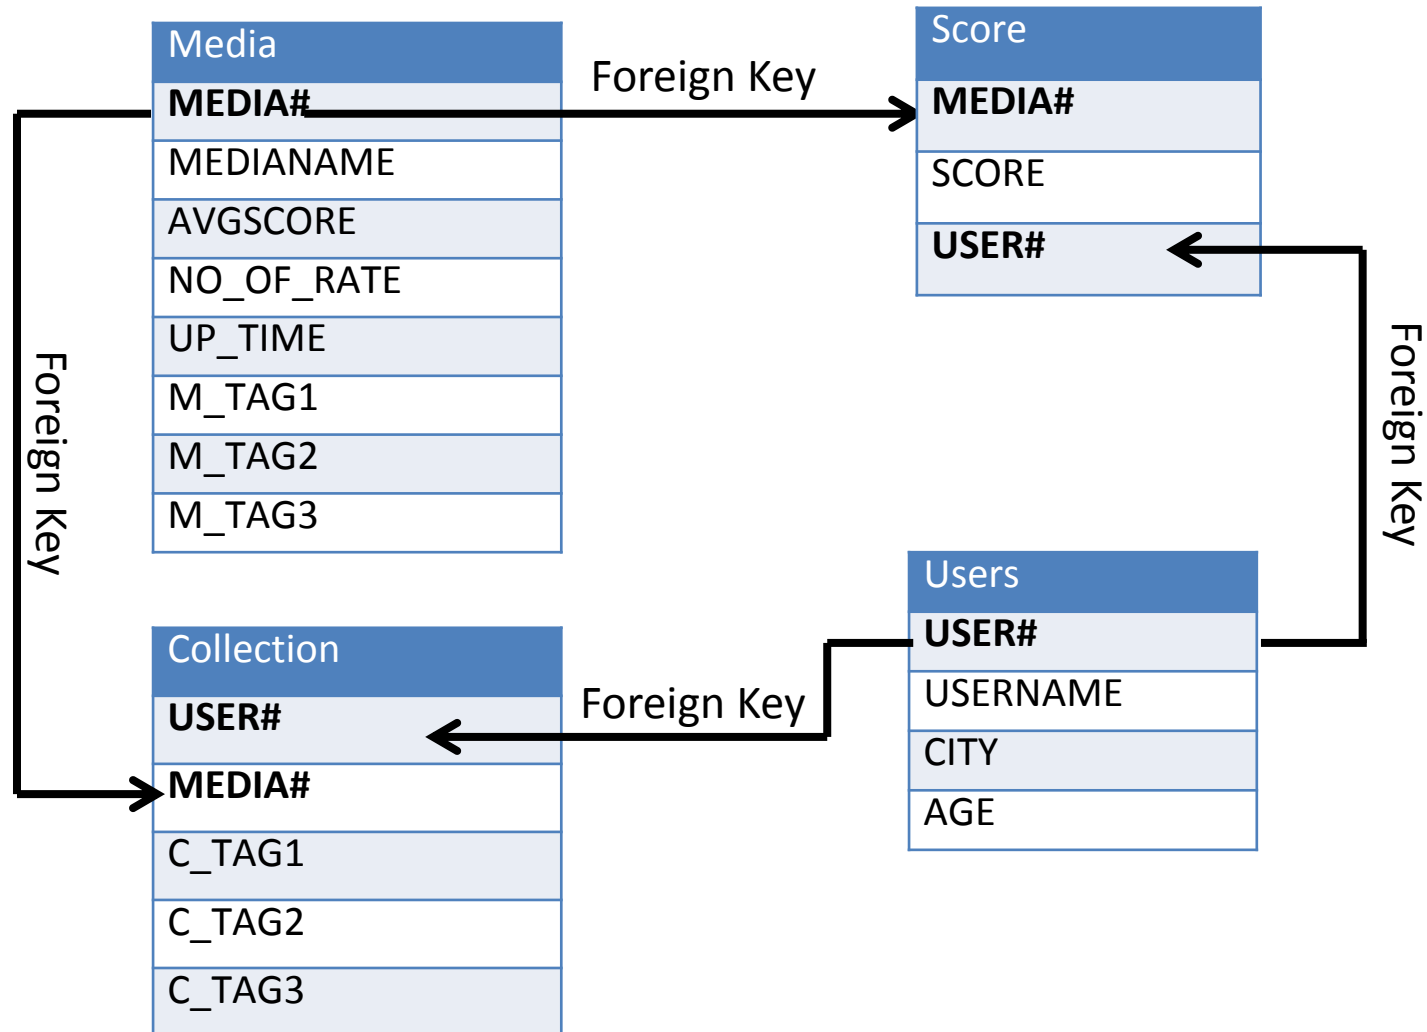 Media
MEDIA#
MEDIANAME
AVGSCORE
NO_OF_RATE
UP_TIME
M_TAG1
M_TAG2
M_TAG3
Foreign Key
Score
MEDIA#
SCORE
USER#
Foreign Key
Foreign Key
Collection
USER#
MEDIA#
C_TAG1
C_TAG2
C_TAG3
Foreign Key
Users
USER#
USERNAME
CITY
AGE